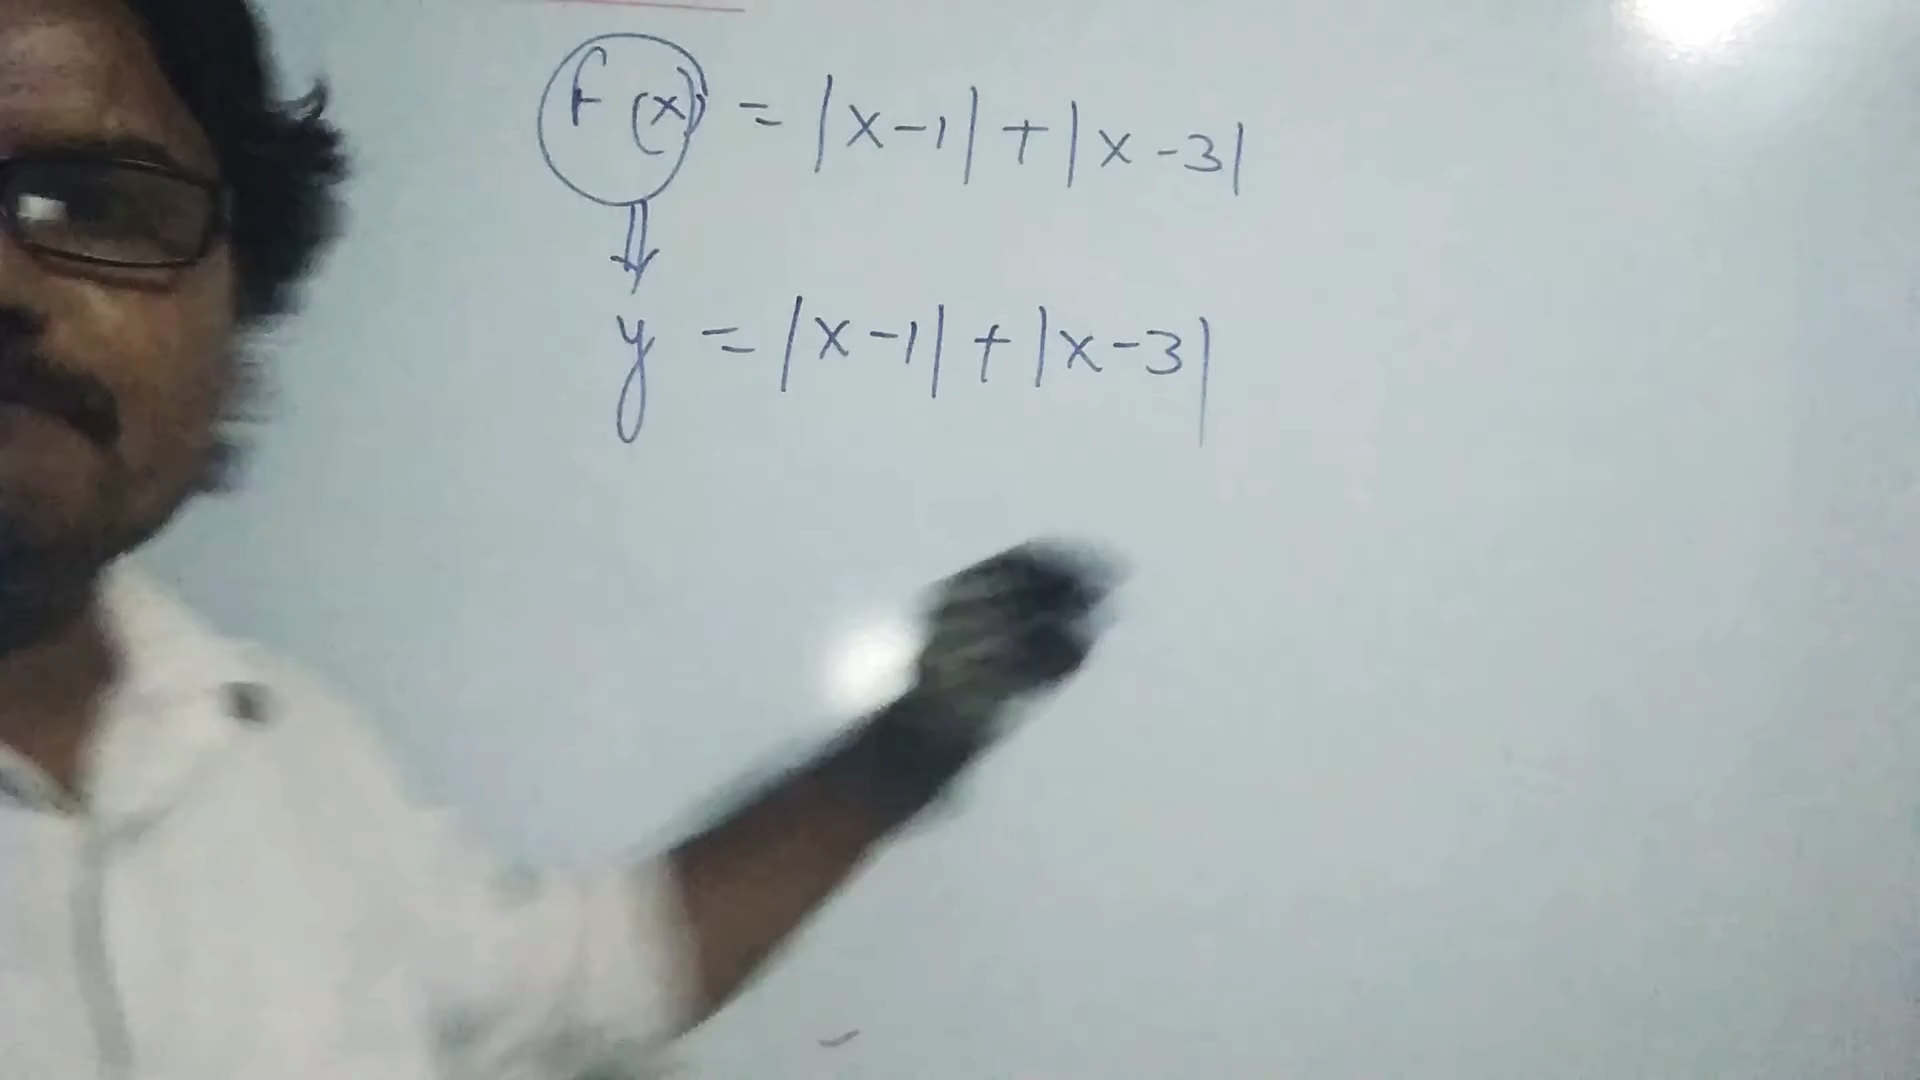 f(x) = |x-1| + |x-3|
⇓
y = |x-1| + |x-3|